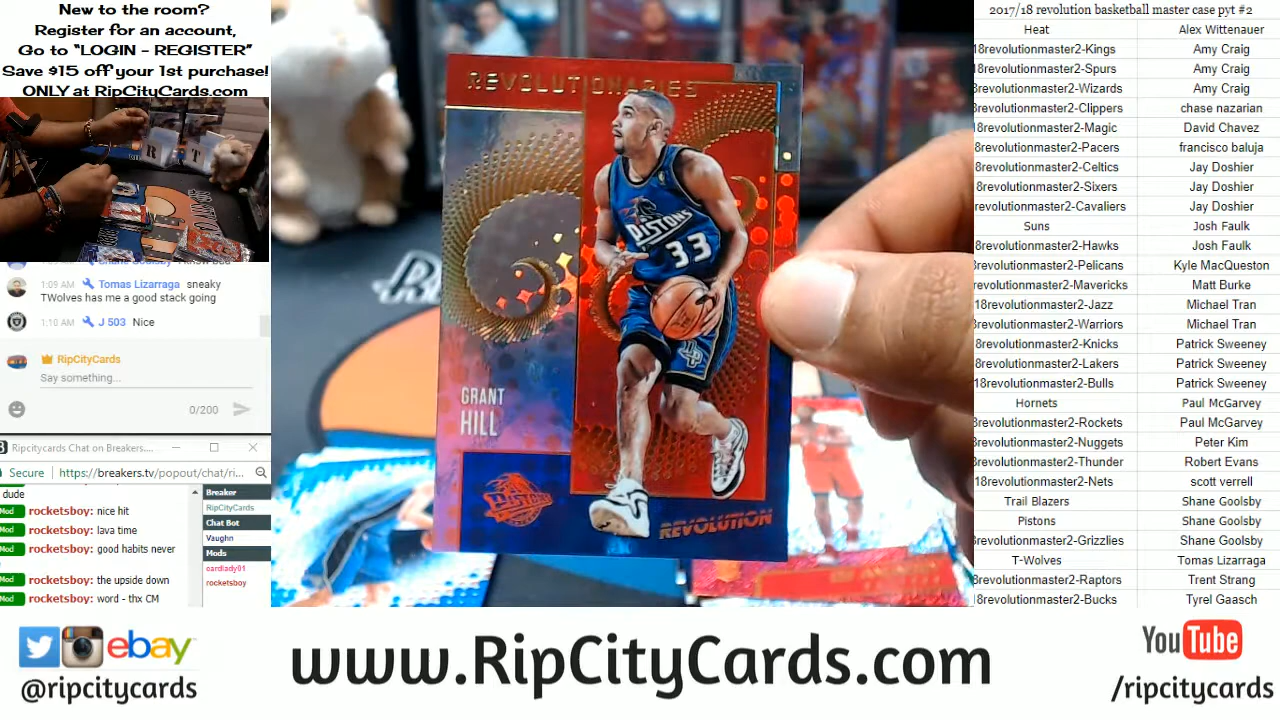 New to the room?
Register for an account,
Go to “LOGIN - REGISTER”
Save $15 off your 1st purchase!
ONLY at RipCityCards.com
R T
1:09 AM Tomas Lizarraga sneaky
TWolves has me a good stack going
1:10 AM J 503 Nice
RipCityCards
Say something...
0/200
Ripcitycards Chat on Breakers....
Secure https://breakers.tv/popout/chat/ri...
dude
Mod rocketsboy: nice hit
Mod rocketsboy: lava time
Mod rocketsboy: good habits never
Mod rocketsboy: the upside down
Mod rocketsboy: word - thx CM
Breaker
RipCityCards
Chat Bot
Vaughn
Mods
cardlady01
rocketsboy
REVOLUTIONARIES
PISTONS
33
GRANT
HILL
PISTONS
REVOLUTION
2017/18 revolution basketball master case pyt #2
Heat Alex Wittenauer
18revolutionmaster2-Kings Amy Craig
18revolutionmaster2-Spurs Amy Craig
8revolutionmaster2-Wizards Amy Craig
8revolutionmaster2-Clippers chase nazarian
18revolutionmaster2-Magic David Chavez
18revolutionmaster2-Pacers francisco baluja
18revolutionmaster2-Celtics Jay Doshier
18revolutionmaster2-Sixers Jay Doshier
revolutionmaster2-Cavaliers Jay Doshier
Suns Josh Faulk
8revolutionmaster2-Hawks Josh Faulk
8revolutionmaster2-Pelicans Kyle MacQueston
revolutionmaster2-Mavericks Matt Burke
18revolutionmaster2-Jazz Michael Tran
revolutionmaster2-Warriors Michael Tran
8revolutionmaster2-Knicks Patrick Sweeney
8revolutionmaster2-Lakers Patrick Sweeney
18revolutionmaster2-Bulls Patrick Sweeney
Hornets Paul McGarvey
revolutionmaster2-Rockets Paul McGarvey
revolutionmaster2-Nuggets Peter Kim
revolutionmaster2-Thunder Robert Evans
18revolutionmaster2-Nets scott verrell
Trail Blazers Shane Goolsby
Pistons Shane Goolsby
revolutionmaster2-Grizzlies Shane Goolsby
T-Wolves Tomas Lizarraga
8revolutionmaster2-Raptors Trent Strang
18revolutionmaster2-Bucks Tyrel Gaasch
ebay
@ripcitycards
www.RipCityCards.com
YouTube
/ripcitycards